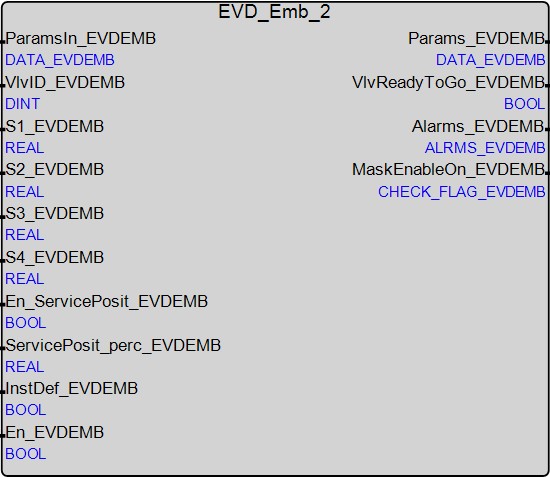 EVD_Emb_2
ParamsIn_EVDEMB
DATA_EVDEMB
VlvID_EVDEMB
DINT
S1_EVDEMB
REAL
S2_EVDEMB
REAL
S3_EVDEMB
REAL
S4_EVDEMB
REAL
En_ServicePosit_EVDEMB
BOOL
ServicePosit_perc_EVDEMB
REAL
InstDef_EVDEMB
BOOL
En_EVDEMB
BOOL
Params_EVDEMB
DATA_EVDEMB
VlvReadyToGo_EVDEMB
BOOL
Alarms_EVDEMB
ALRMS_EVDEMB
MaskEnableOn_EVDEMB
CHECK_FLAG_EVDEMB